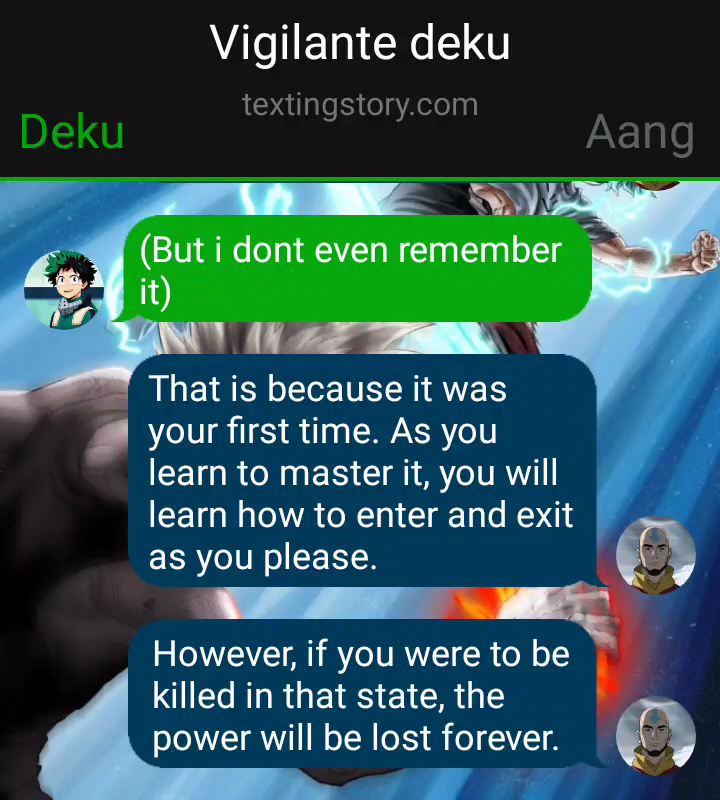 Vigilante deku
textingstory.com
Deku
Aang
(But i dont even remember
it)
That is because it was
your first time. As you
learn to master it, you will
learn how to enter and exit
as you please.
However, if you were to be
killed in that state, the
power will be lost forever.